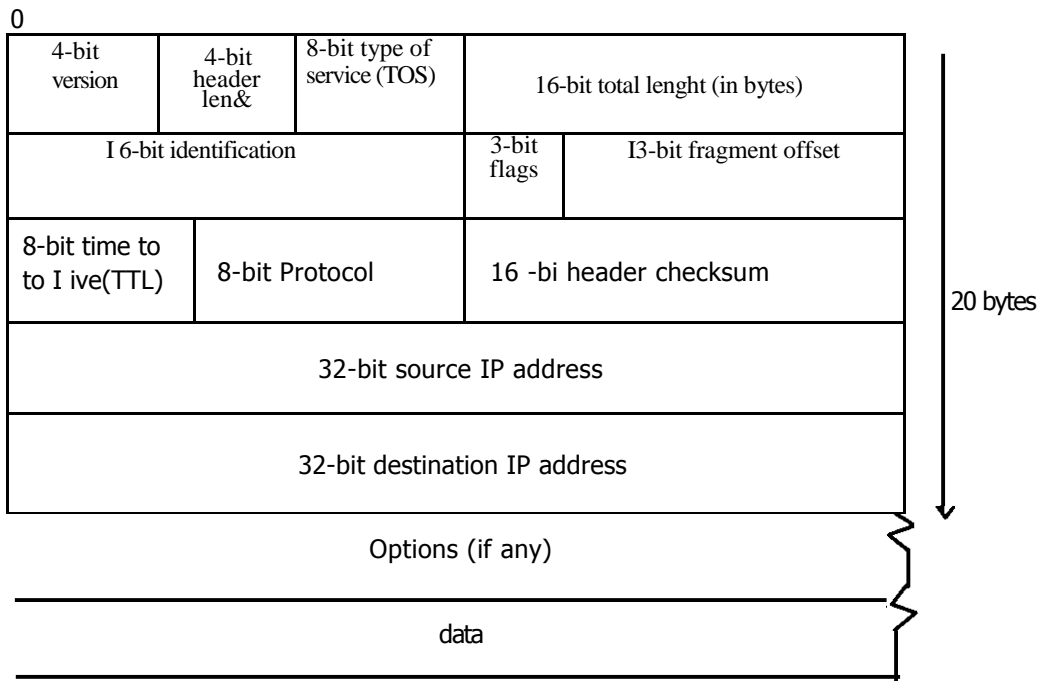 0
4-bit
version
4-bit
header
len&
8-bit type of
service (TOS)
16-bit total lenght (in bytes)
I 6-bit identification
3-bit
flags
I3-bit fragment offset
8-bit time to
to I ive(TTL)
8-bit Protocol
16 -bi header checksum
20 bytes
32-bit source IP address
32-bit destination IP address
Options (if any)
data